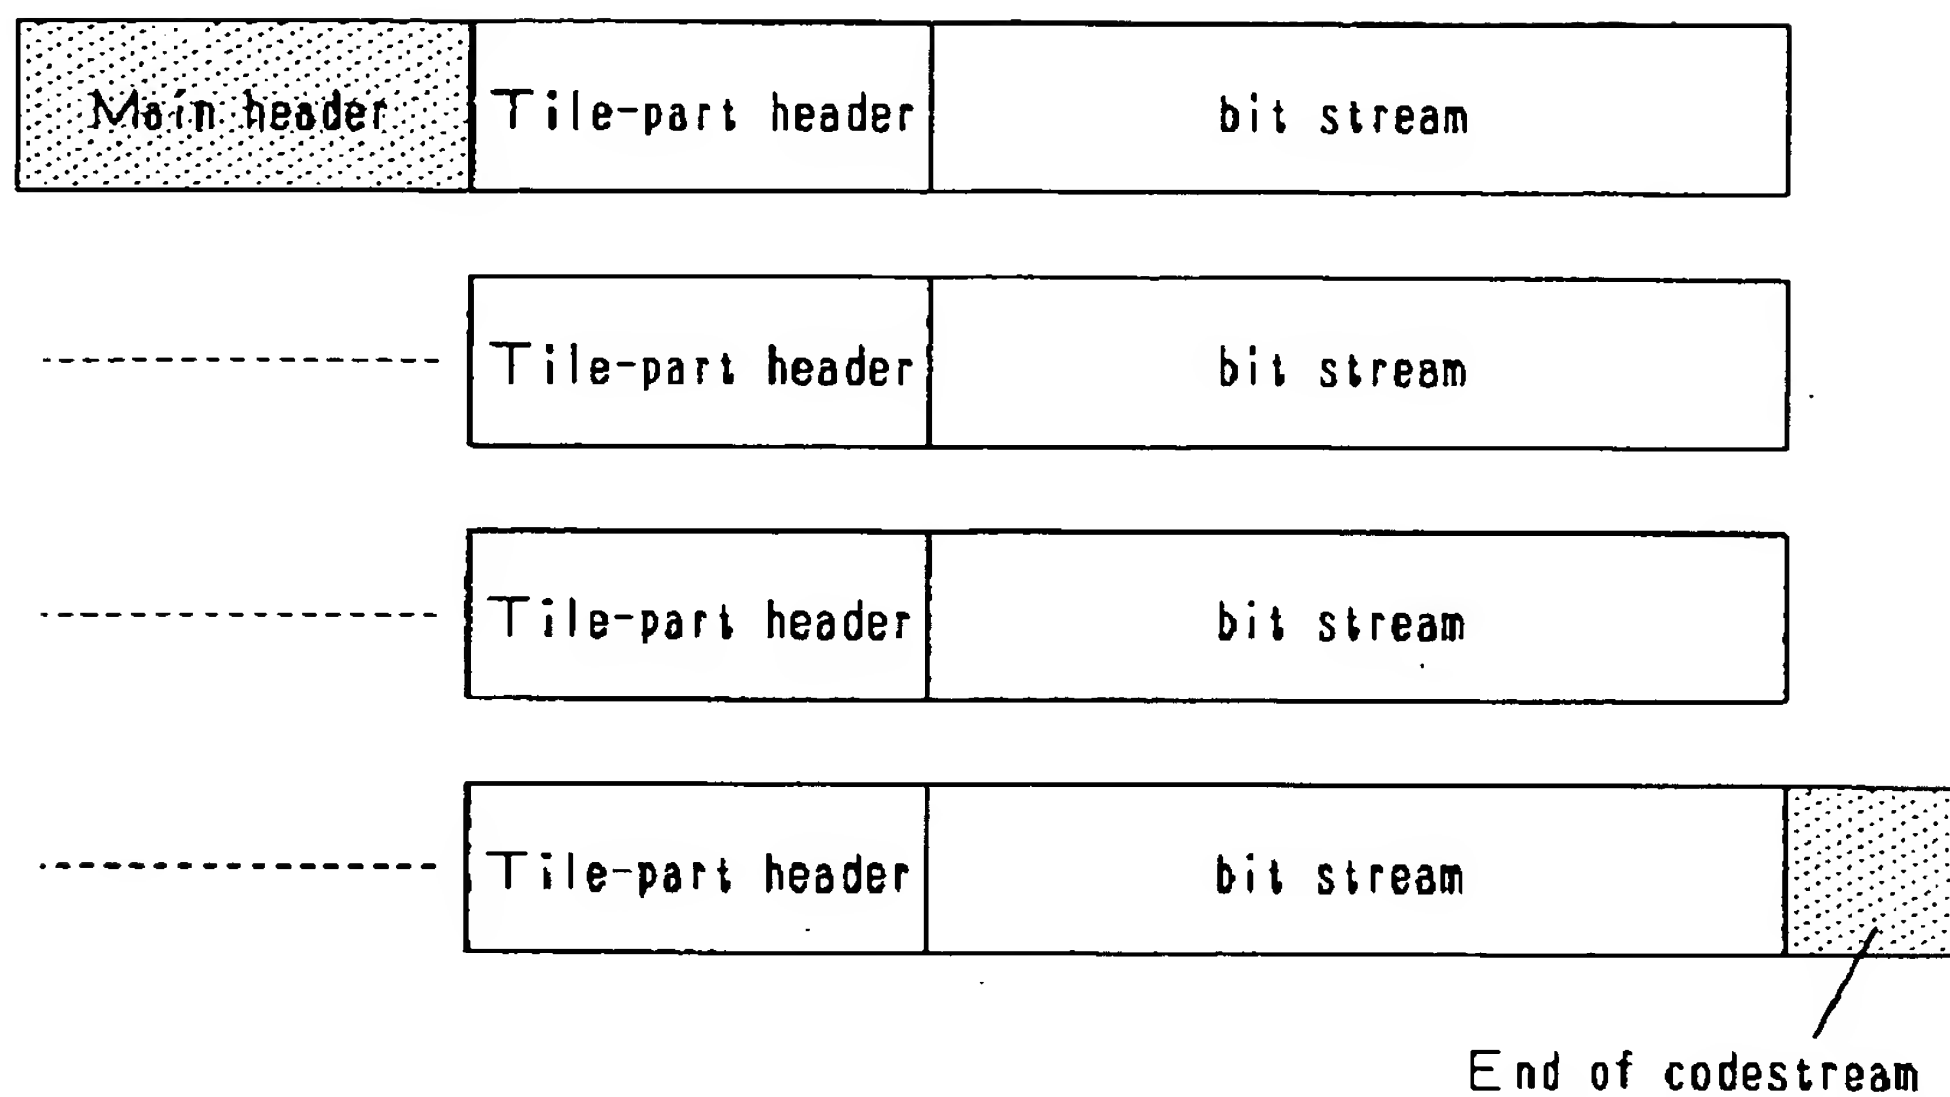 Main header Tile-part header bit stream
Tile-part header bit stream
Tile-part header bit stream
Tile-part header bit stream
End of codestream